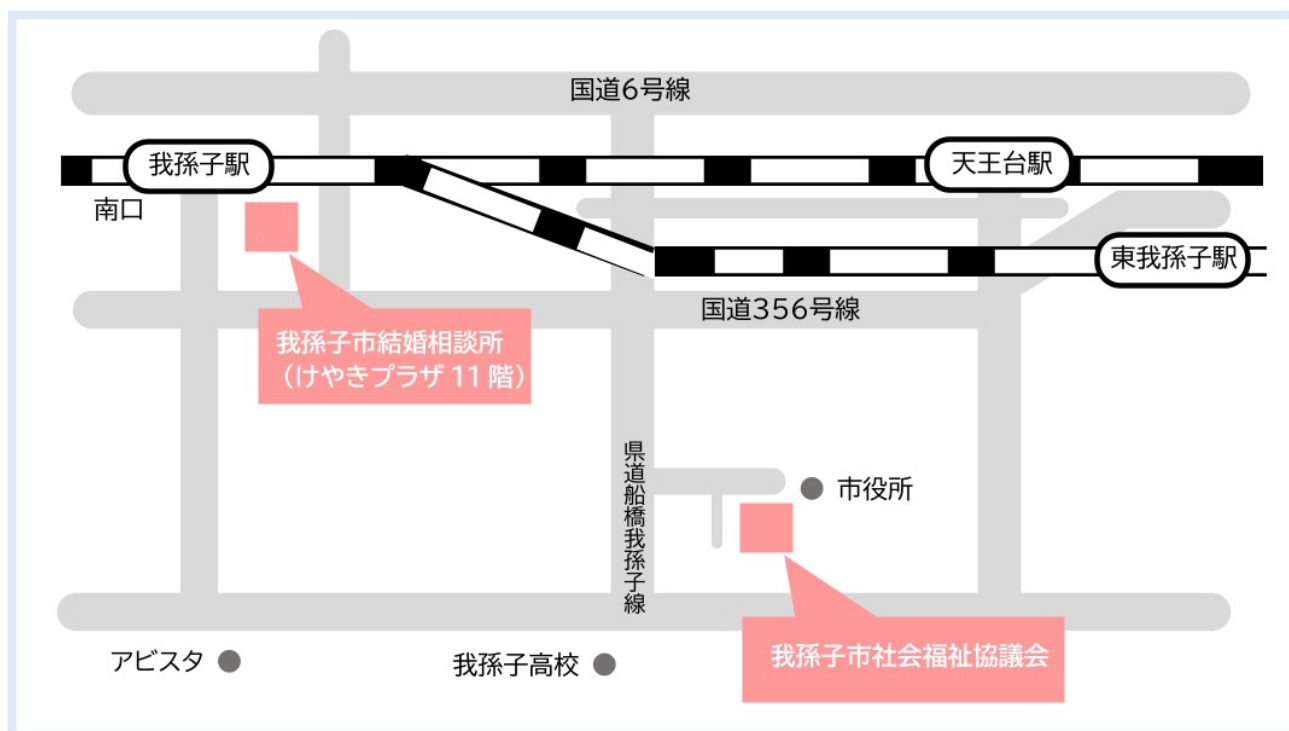 国道6号線
我孫子駅
天王台駅
南口
東我孫子駅
国道356号線
我孫子市結婚相談所
（けやきプラザ 11 階）
県道船橋我孫子線
市役所
我孫子市社会福祉協議会
アビスタ
我孫子高校